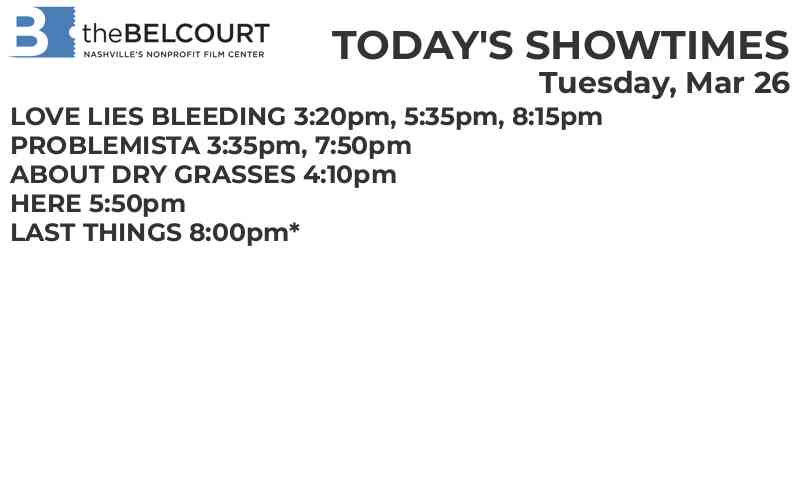 B theBELCOURT
NASHVILLE'S NONPROFIT FILM CENTER
TODAY'S SHOWTIMES
Tuesday, Mar 26
LOVE LIES BLEEDING 3:20pm, 5:35pm, 8:15pm
PROBLEMISTA 3:35pm, 7:50pm
ABOUT DRY GRASSES 4:10pm
HERE 5:50pm
LAST THINGS 8:00pm*